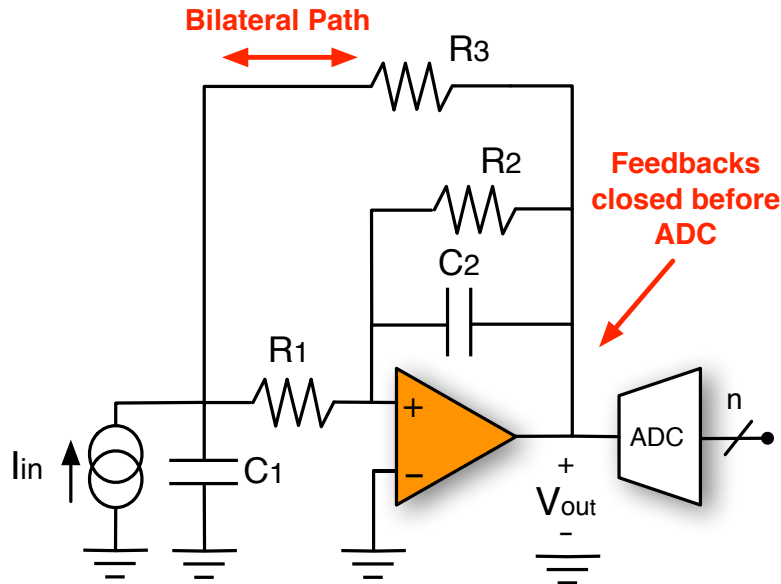 Bilateral Path
R3
R2
Feedbacks
closed before
ADC
C2
R1
n
+
ADC
Iin
C1
-
+
Vout
-